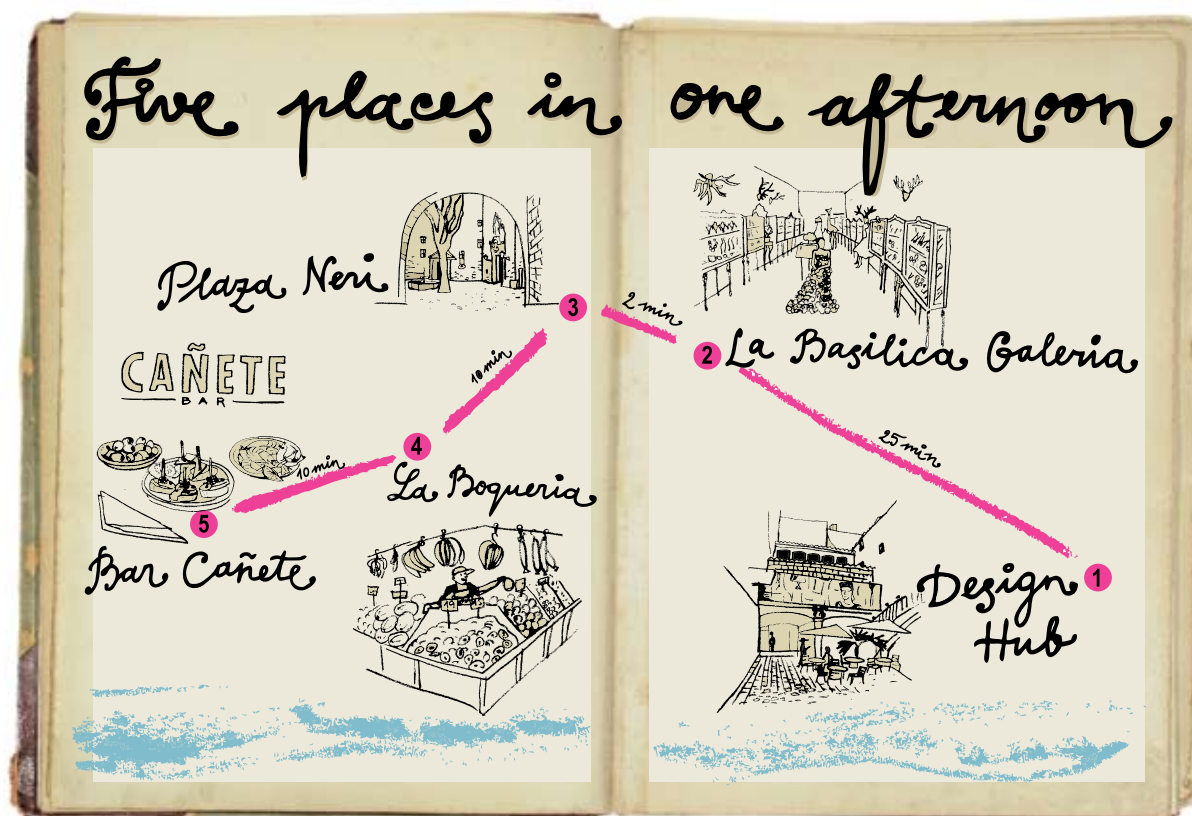 Five places in one afternoon
Plaza Neri
3
2 min
2
La Basilica Galeria
10 min
CAÑETE
BAR
4
10 min
25 min
La Boqueria
5
Bar Cañete
Design
Hub
1